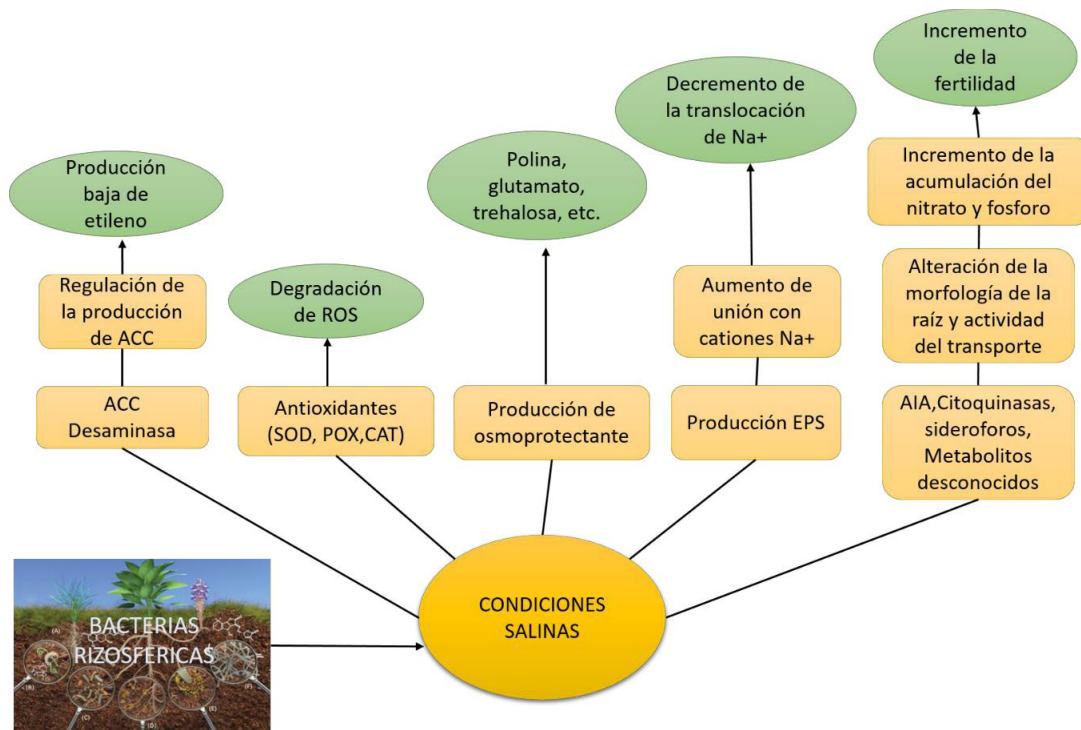 Incremento
de la
fertilidad
Decremento de
la translocación
de Na+
Polina,
glutamato,
trehalosa, etc.
Producción
baja de
etileno
Incremento de la
acumulación del
nitrato y fosforo
Regulación de
la producción
de ACC
Degradación
de ROS
Aumento de
unión con
cationes Na+
Alteración de la
morfología de la
raíz y actividad
del transporte
ACC
Desaminasa
Antioxidantes
(SOD, POX,CAT)
Producción de
osmoprotectante
Producción EPS
AIA,Citoquinasas,
sideroforos,
Metabolitos
desconocidos
CONDICIONES
SALINAS
BACTERIAS
RIZOSFERICAS
(A)
(B)
(C)
(D)
(E)
(F)